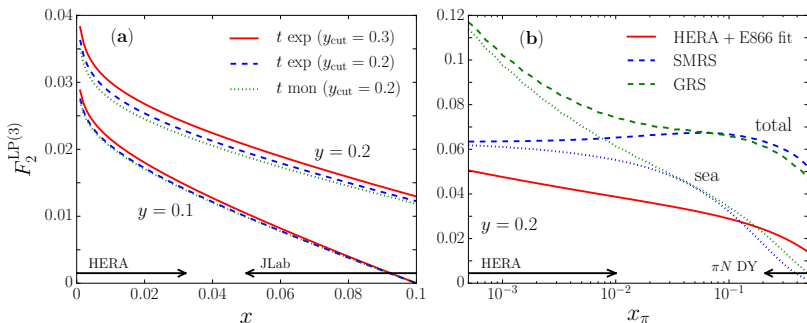 (a)
t exp (y_cut = 0.3)
t exp (y_cut = 0.2)
t mon (y_cut = 0.2)
y = 0.2
y = 0.1
HERA
JLab
0.04
0.03
0.02
0.01
0
0 0.02 0.04 0.06 0.08 0.1
x
F_2^LP(3)
(b)
HERA + E866 fit
SMRS
GRS
total
sea
y = 0.2
HERA
πN DY
0.12
0.1
0.08
0.06
0.04
0.02
0
10^−3 10^−2 10^−1
x_π